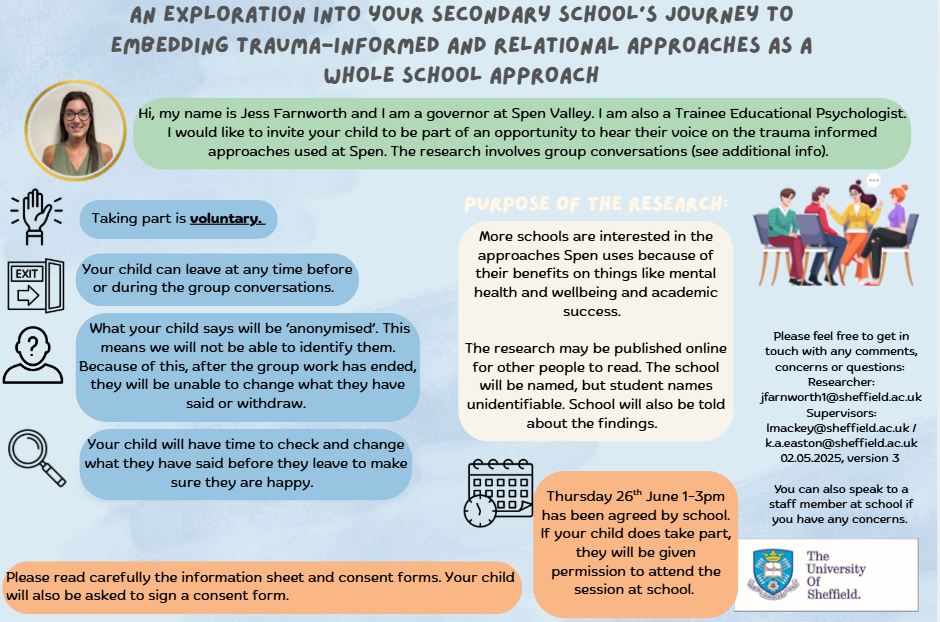 AN EXPLORATION INTO YOUR SECONDARY SCHOOL'S JOURNEY TO
EMBEDDING TRAUMA-INFORMED AND RELATIONAL APPROACHES AS A
WHOLE SCHOOL APPROACH
Hi, my name is Jess Farnworth and I am a governor at Spen Valley. I am also a Trainee Educational Psychologist.
I would like to invite your child to be part of an opportunity to hear their voice on the trauma informed
approaches used at Spen. The research involves group conversations (see additional info).
Taking part is voluntary.
EXIT
Your child can leave at any time before
or during the group conversations.
?
What your child says will be 'anonymised'. This
means we will not be able to identify them.
Because of this, after the group work has ended,
they will be unable to change what they have
said or withdraw.
Your child will have time to check and change
what they have said before they leave to make
sure they are happy.
Please read carefully the information sheet and consent forms. Your child
will also be asked to sign a consent form.
PURPOSE OF THE RESEARCH:
More schools are interested in the
approaches Spen uses because of
their benefits on things like mental
health and wellbeing and academic
success.
The research may be published online
for other people to read. The school
will be named, but student names
unidentifiable. School will also be told
about the findings.
Thursday 26th June 1-3pm
has been agreed by school.
If your child does take part,
they will be given
permission to attend the
session at school.
Please feel free to get in
touch with any comments,
concerns or questions:
Researcher:
jfarnworth1@sheffield.ac.uk
Supervisors:
lmackey@sheffield.ac.uk /
k.a.easton@sheffield.ac.uk
02.05.2025, version 3
You can also speak to a
staff member at school if
you have any concerns.
The
University
Of
Sheffield.